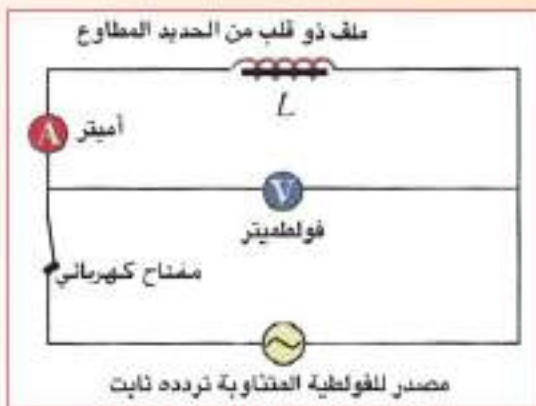 ملف ذو قلب من الحديد المطاوع
L
A أميتر
V
فولطميتر
مفتاح كهربائي
مصدر للفولطية المتناوبة تردده ثابت